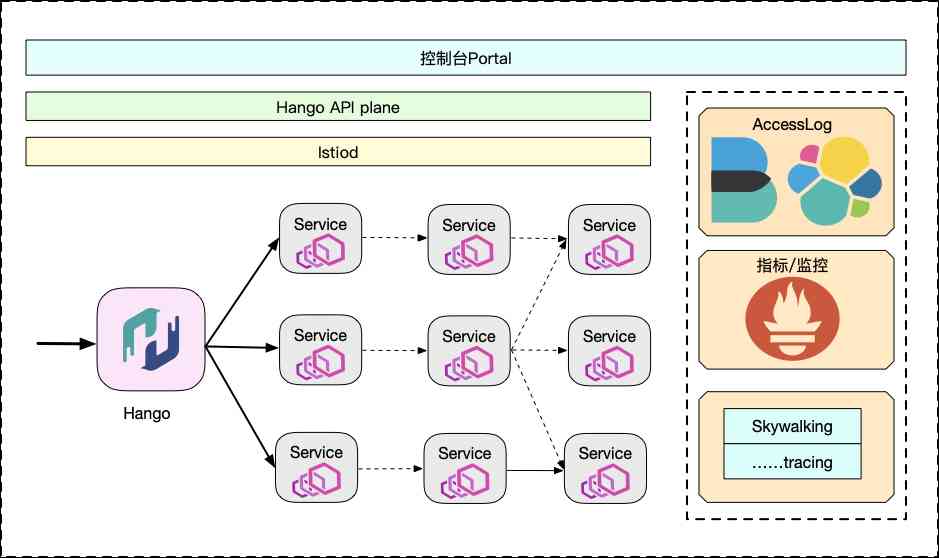 控制台Portal
Hango API plane
Istiod
AccessLog
Service
Service
Service
指标/监控
Service
Service
Service
Hango
Service
Service
Service
Skywalking
......tracing